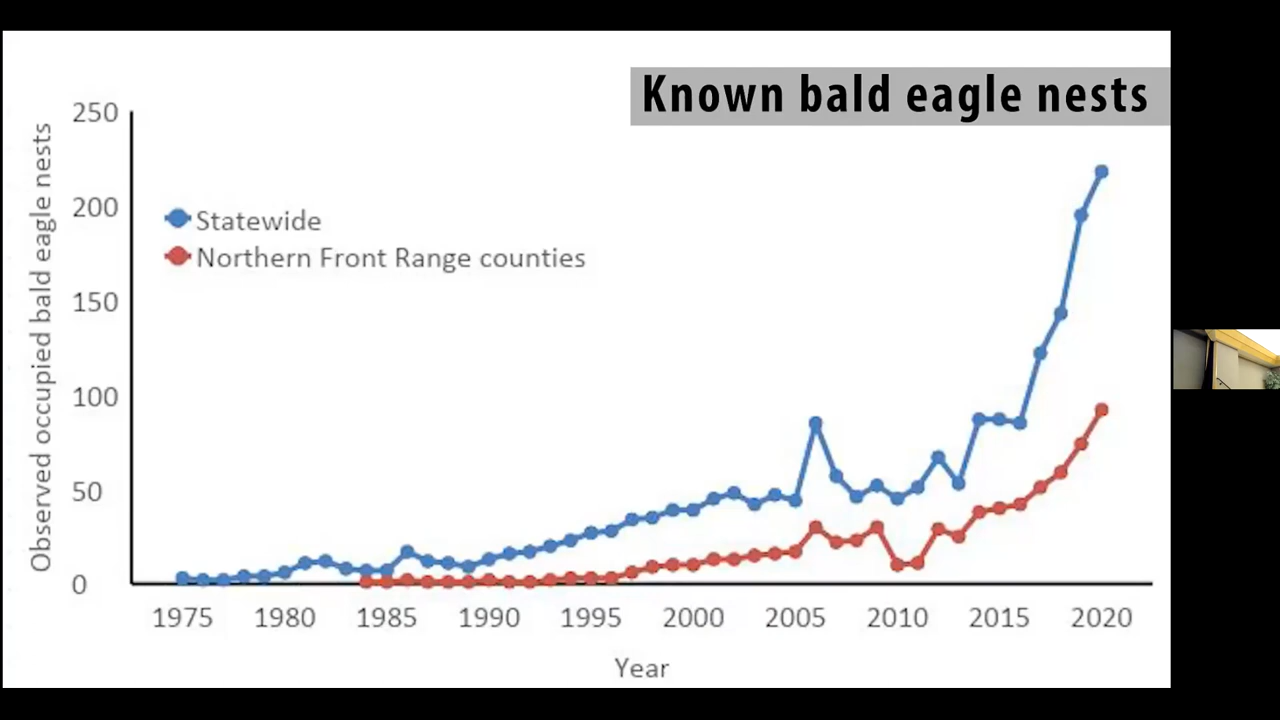 Known bald eagle nests
Observed occupied bald eagle nests
250
200
150
100
50
0
Statewide
Northern Front Range counties
1975 1980 1985 1990 1995 2000 2005 2010 2015 2020
Year